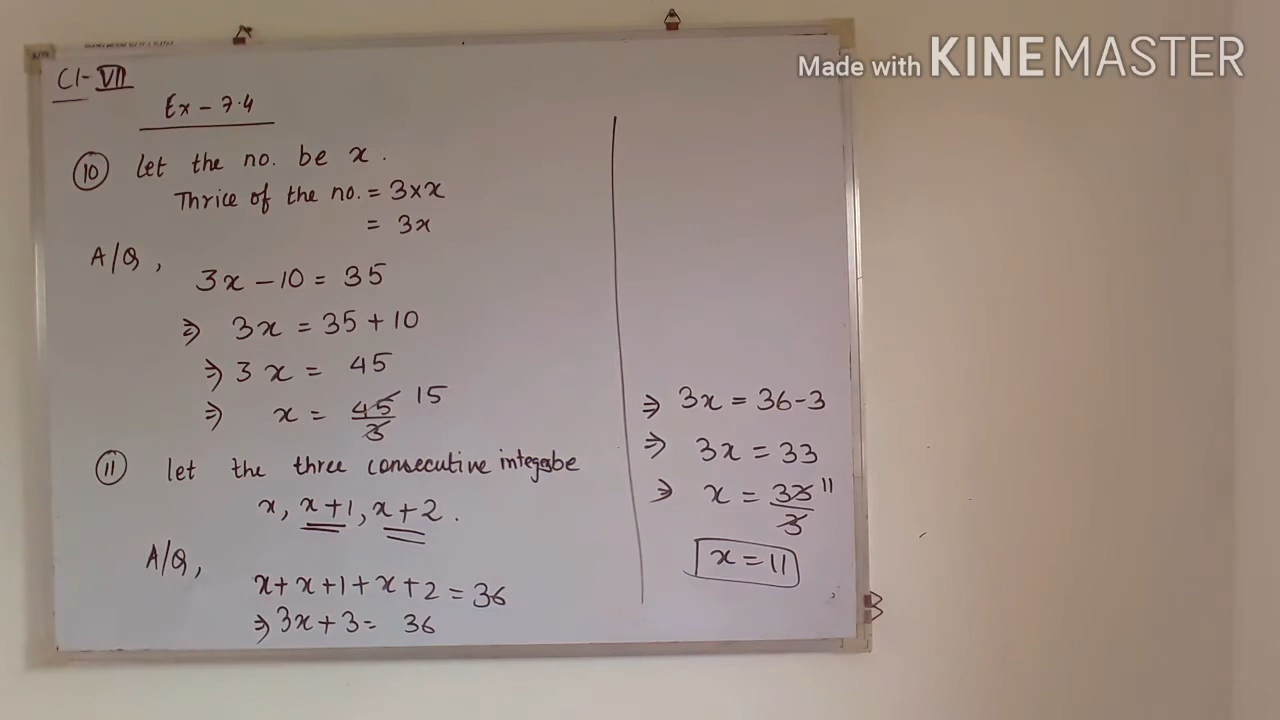 Made with KINEMASTER
Cl-VII
Ex - 7.4
10 Let the no. be x.
Thrice of the no. = 3×x
= 3x
A/Q,
3x - 10 = 35
⇒ 3x = 35 + 10
⇒ 3x = 45
⇒ x = 45/3 15
11 Let the three consecutive integes be
x, x+1, x+2.
A/Q,
x+x+1+x+2 = 36
⇒ 3x+3 = 36
⇒ 3x = 36-3
⇒ 3x = 33
⇒ x = 33/3 11
x = 11